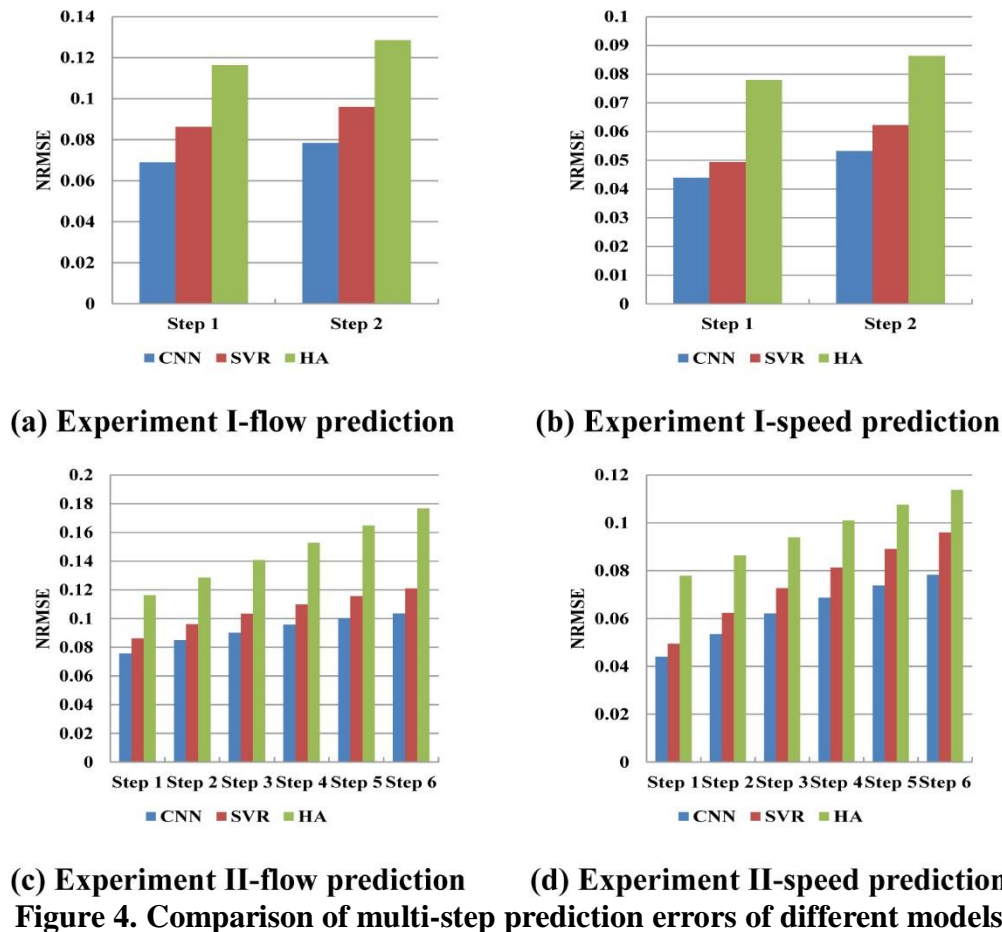 0.14
0.12
0.1
0.08
0.06
0.04
0.02
0
NRMSE
Step 1 Step 2
CNN SVR HA
(a) Experiment I-flow prediction
0.1
0.09
0.08
0.07
0.06
0.05
0.04
0.03
0.02
0.01
0
NRMSE
Step 1 Step 2
CNN SVR HA
(b) Experiment I-speed prediction
0.2
0.18
0.16
0.14
0.12
0.1
0.08
0.06
0.04
0.02
0
NRMSE
Step 1 Step 2 Step 3 Step 4 Step 5 Step 6
CNN SVR HA
(c) Experiment II-flow prediction
0.12
0.1
0.08
0.06
0.04
0.02
0
NRMSE
Step 1 Step 2 Step 3 Step 4 Step 5 Step 6
CNN SVR HA
(d) Experiment II-speed prediction
Figure 4. Comparison of multi-step prediction errors of different models